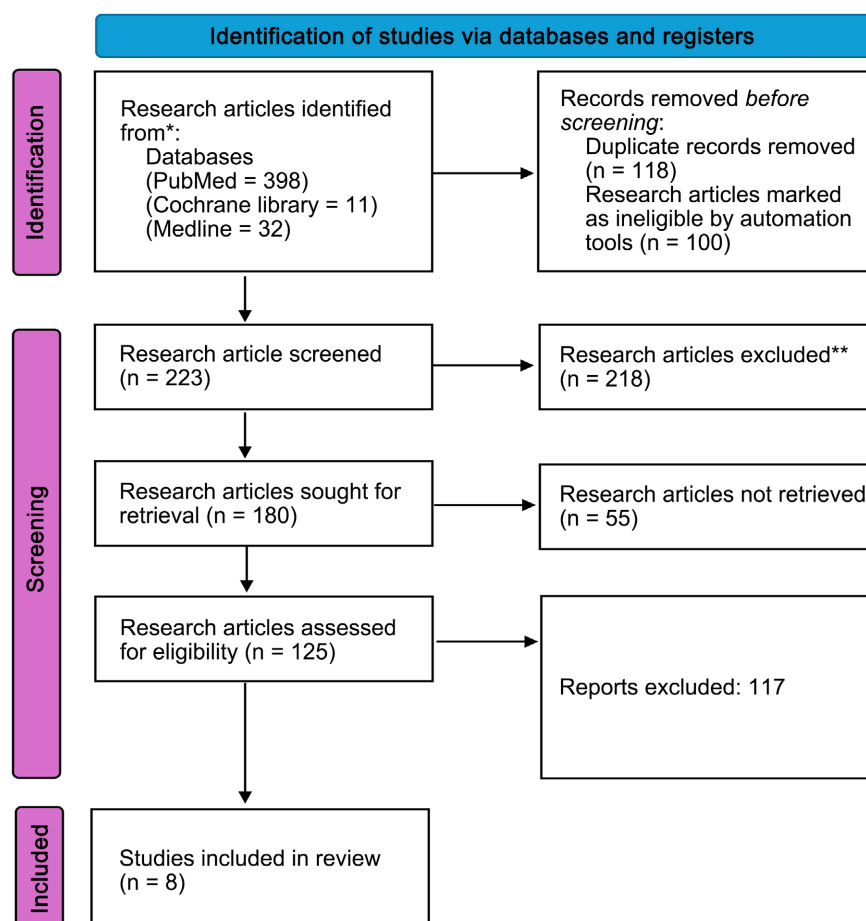 Identification of studies via databases and registers
Identification
Research articles identified
from*:
Databases
(PubMed = 398)
(Cochrane library = 11)
(Medline = 32)
Records removed before
screening:
Duplicate records removed
(n = 118)
Research articles marked
as ineligible by automation
tools (n = 100)
Screening
Research article screened
(n = 223)
Research articles excluded**
(n = 218)
Research articles sought for
retrieval (n = 180)
Research articles not retrieved
(n = 55)
Research articles assessed
for eligibility (n = 125)
Reports excluded: 117
Included
Studies included in review
(n = 8)